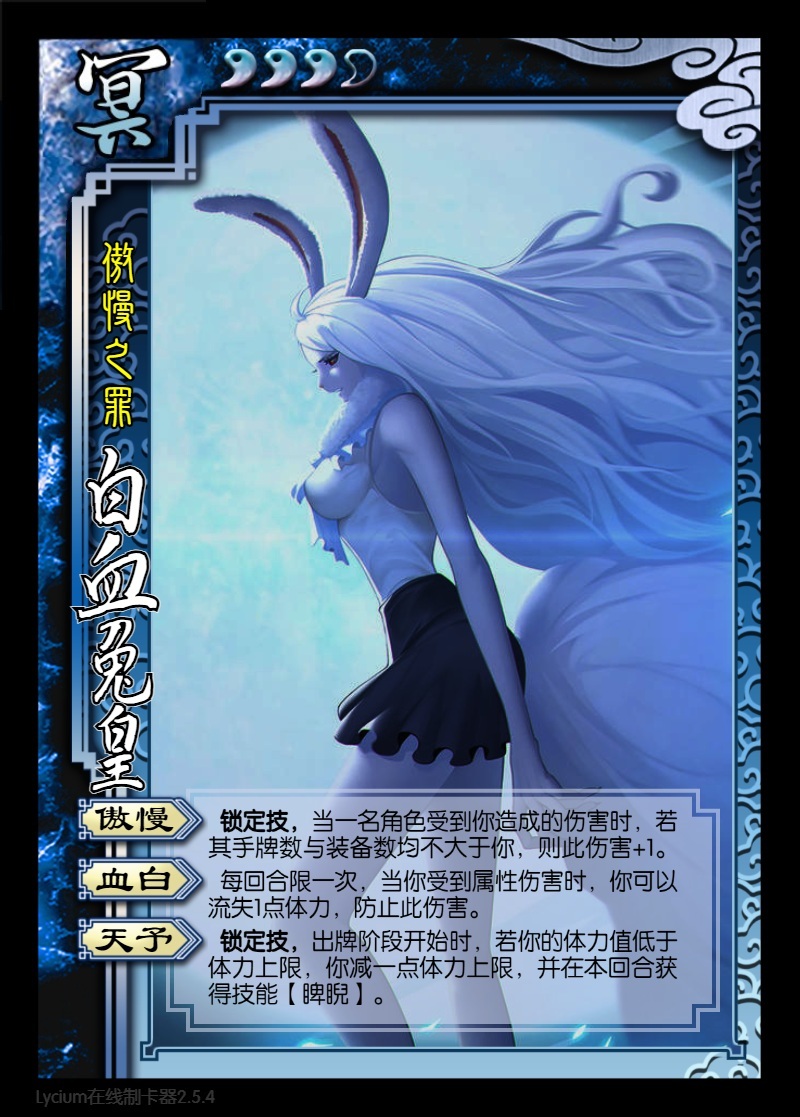 冥
傲慢之罪
白血兔皇
傲慢
锁定技，当一名角色受到你造成的伤害时，若
其手牌数与装备数均不大于你，则此伤害+1。
血白
每回合限一次，当你受到属性伤害时，你可以
流失1点体力，防止此伤害。
天予
锁定技，出牌阶段开始时，若你的体力值低于
体力上限，你减一点体力上限，并在本回合获
得技能【睥睨】。
Lycium在线制卡器2.5.4